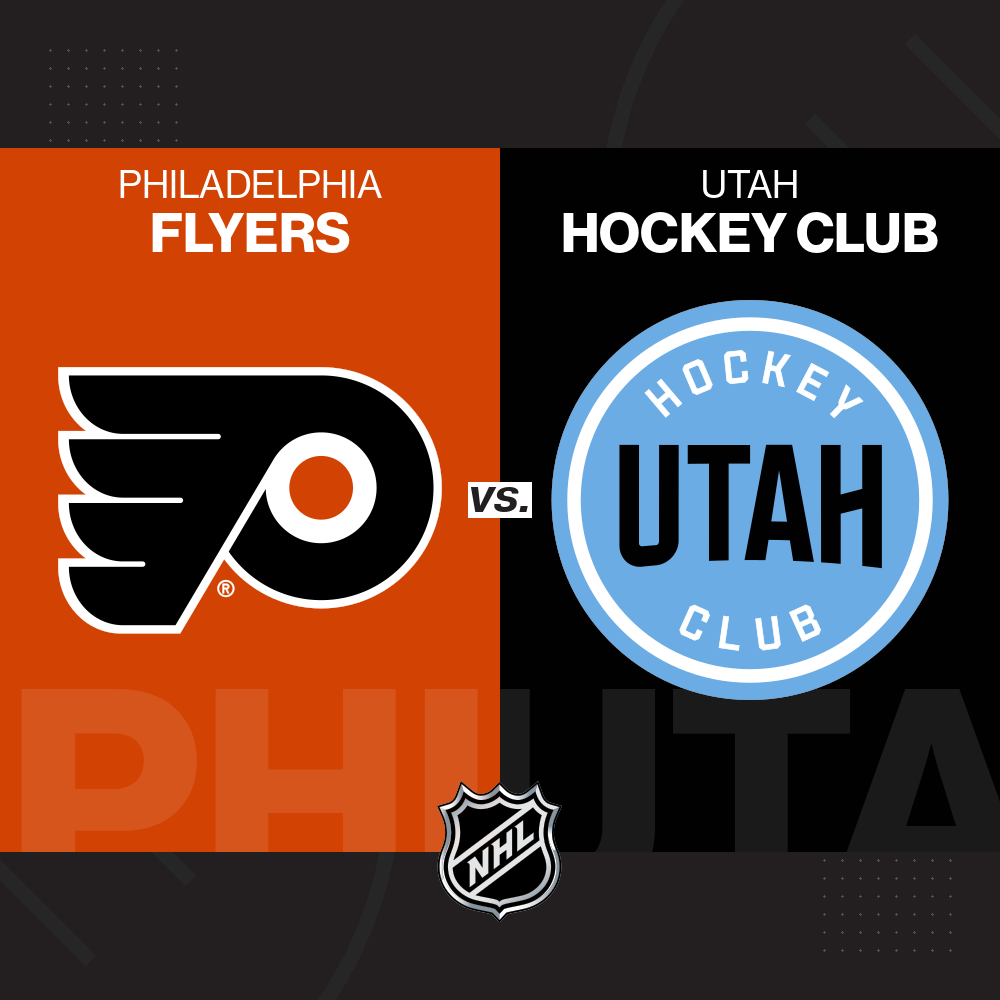 PHILADELPHIA
FLYERS
UTAH
HOCKEY CLUB
®
VS.
HOCKEY
UTAH
CLUB
PHI
UTA
NHL